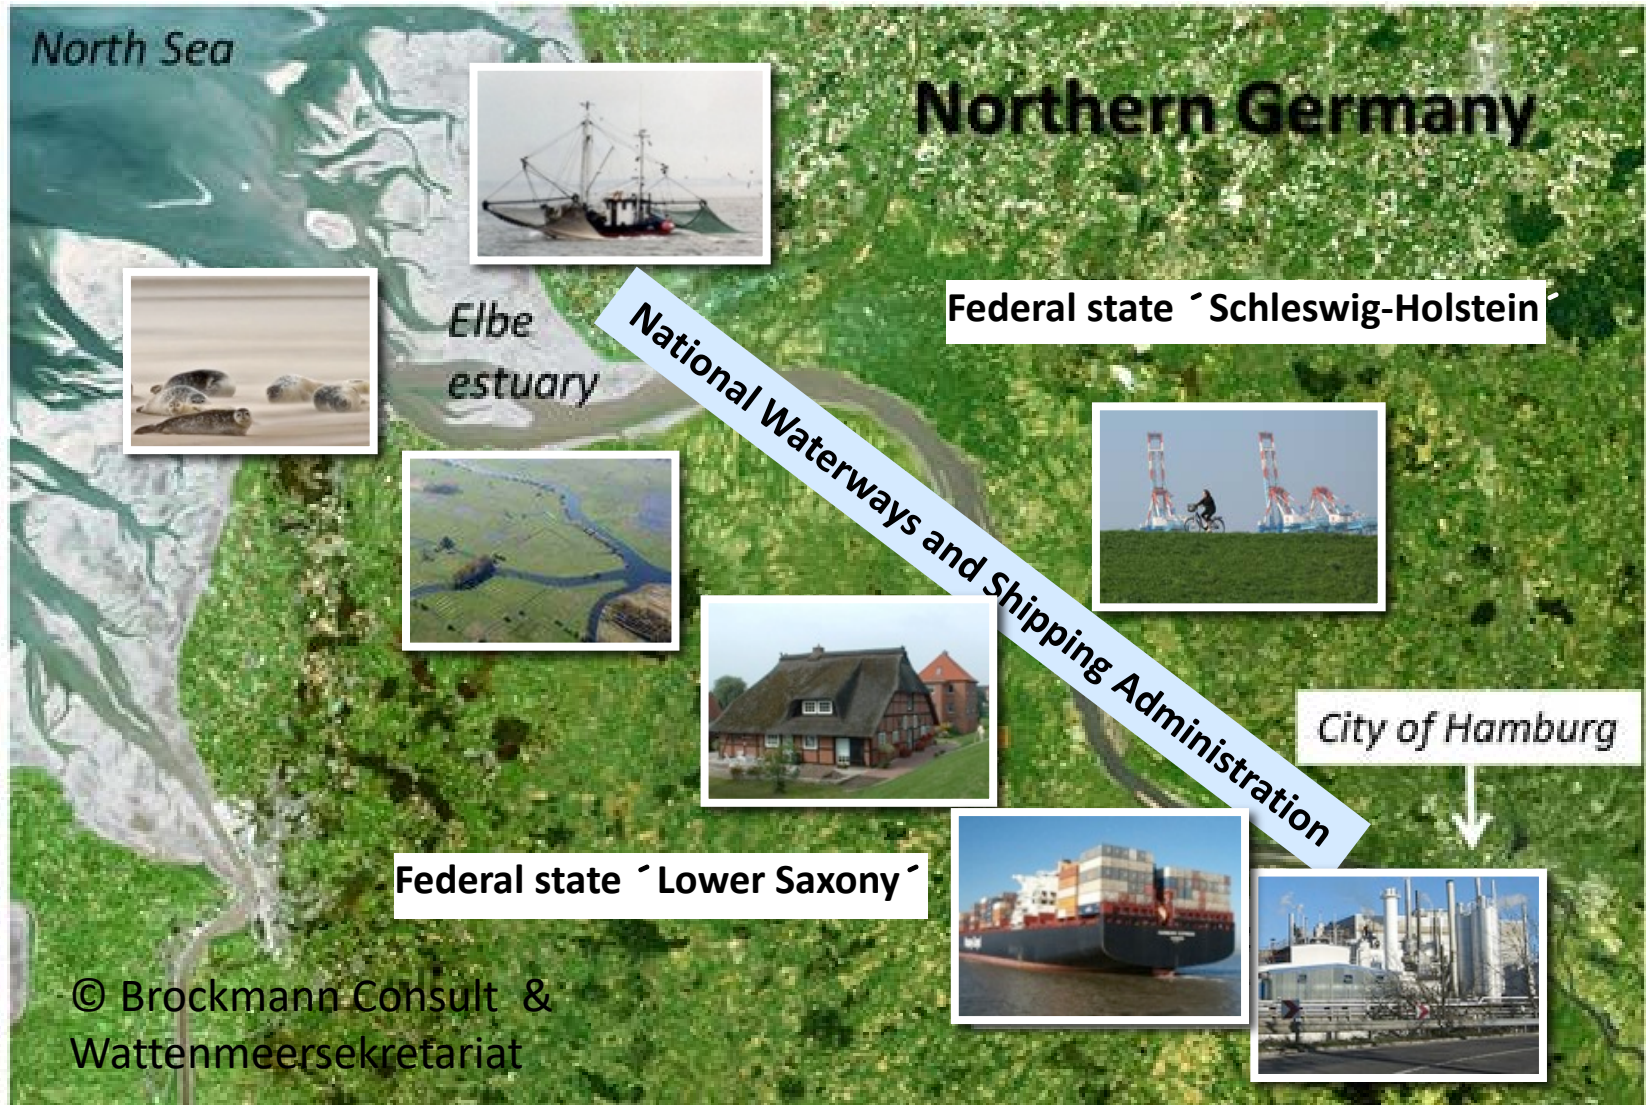 North Sea
Northern Germany
Federal state ´Schleswig-Holstein´
Elbe
estuary
National Waterways and Shipping Administration
City of Hamburg
Federal state ´Lower Saxony´
© Brockmann Consult &
Wattenmeersekretariat